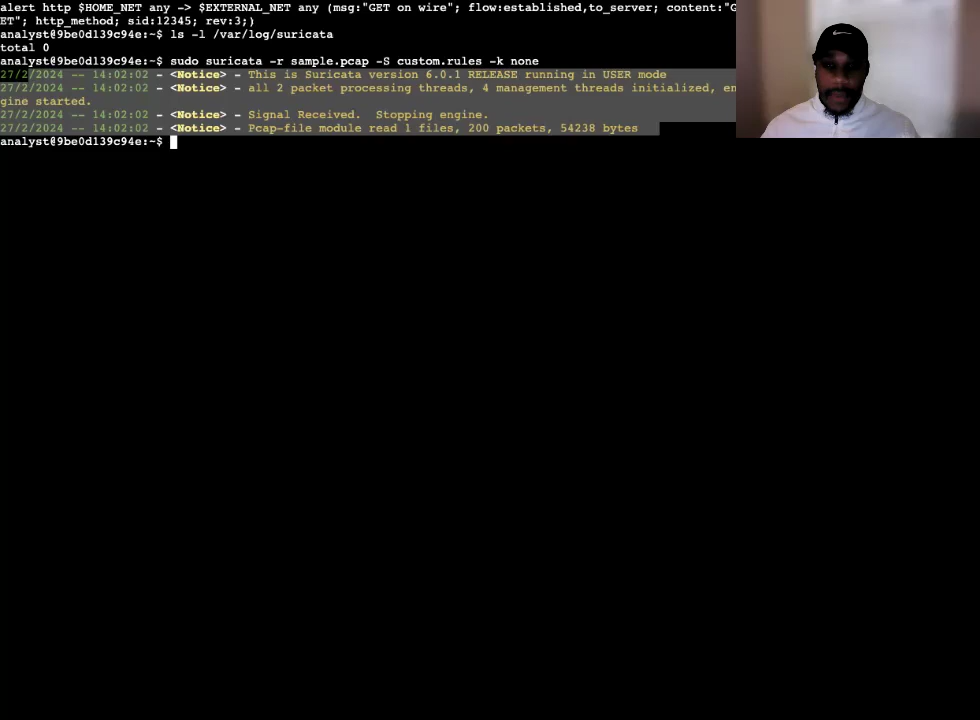 alert http $HOME_NET any -> $EXTERNAL_NET any (msg:"GET on wire"; flow:established,to_server; content:"G
ET"; http_method; sid:12345; rev:3;)
analyst@9be0d139c94e:~$ ls -l /var/log/suricata
total 0
analyst@9be0d139c94e:~$ sudo suricata -r sample.pcap -S custom.rules -k none
27/2/2024 -- 14:02:02 - <Notice> - This is Suricata version 6.0.1 RELEASE running in USER mode
27/2/2024 -- 14:02:02 - <Notice> - all 2 packet processing threads, 4 management threads initialized, en
gine started.
27/2/2024 -- 14:02:02 - <Notice> - Signal Received.  Stopping engine.
27/2/2024 -- 14:02:02 - <Notice> - Pcap-file module read 1 files, 200 packets, 54238 bytes
analyst@9be0d139c94e:~$